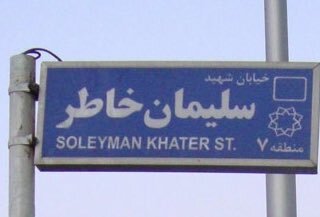 خیابان شهید
سلیمان خاطر
SOLEYMAN KHATER ST.
منطقه ۷